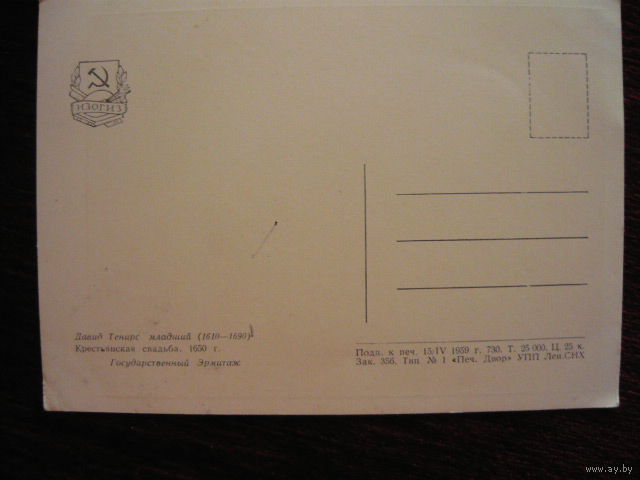 ИЗОГИЗ
Давид Тенирс младший (1610—1690)
Крестьянская свадьба. 1650 г.
Государственный Эрмитаж
Подп. к печ. 15/IV 1959 г. 730. Т. 25 000. Ц. 25 к.
Зак. 356. Тип. № 1 «Печ. Двор» УПП Лен.СНХ
www.ay.by